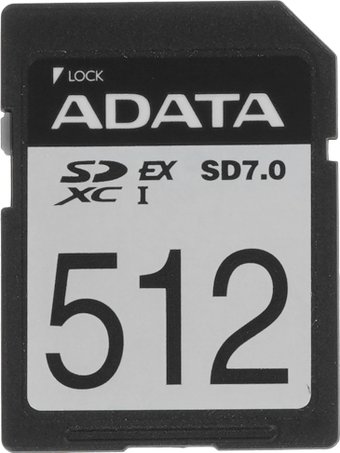 LOCK
ADATA
SD EX SD7.0
XC I
512